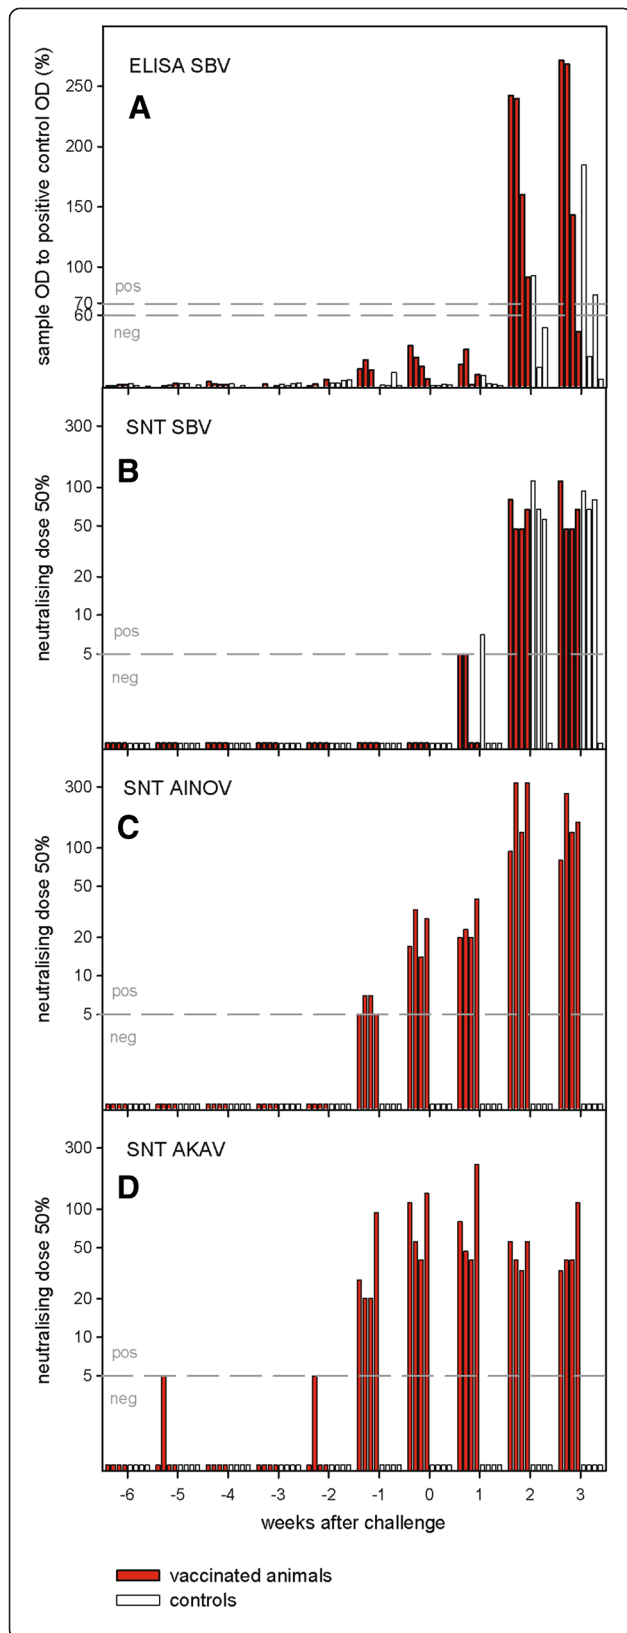 ELISA SBV
A
sample OD to positive control OD (%)
250
200
150
100
70
60
pos
neg
SNT SBV
B
neutralising dose 50%
300
100
50
20
10
5
pos
neg
SNT AINOV
C
neutralising dose 50%
300
100
50
20
10
5
pos
neg
SNT AKAV
D
neutralising dose 50%
300
100
50
20
10
5
pos
neg
-6 -5 -4 -3 -2 -1 0 1 2 3
weeks after challenge
vaccinated animals
controls